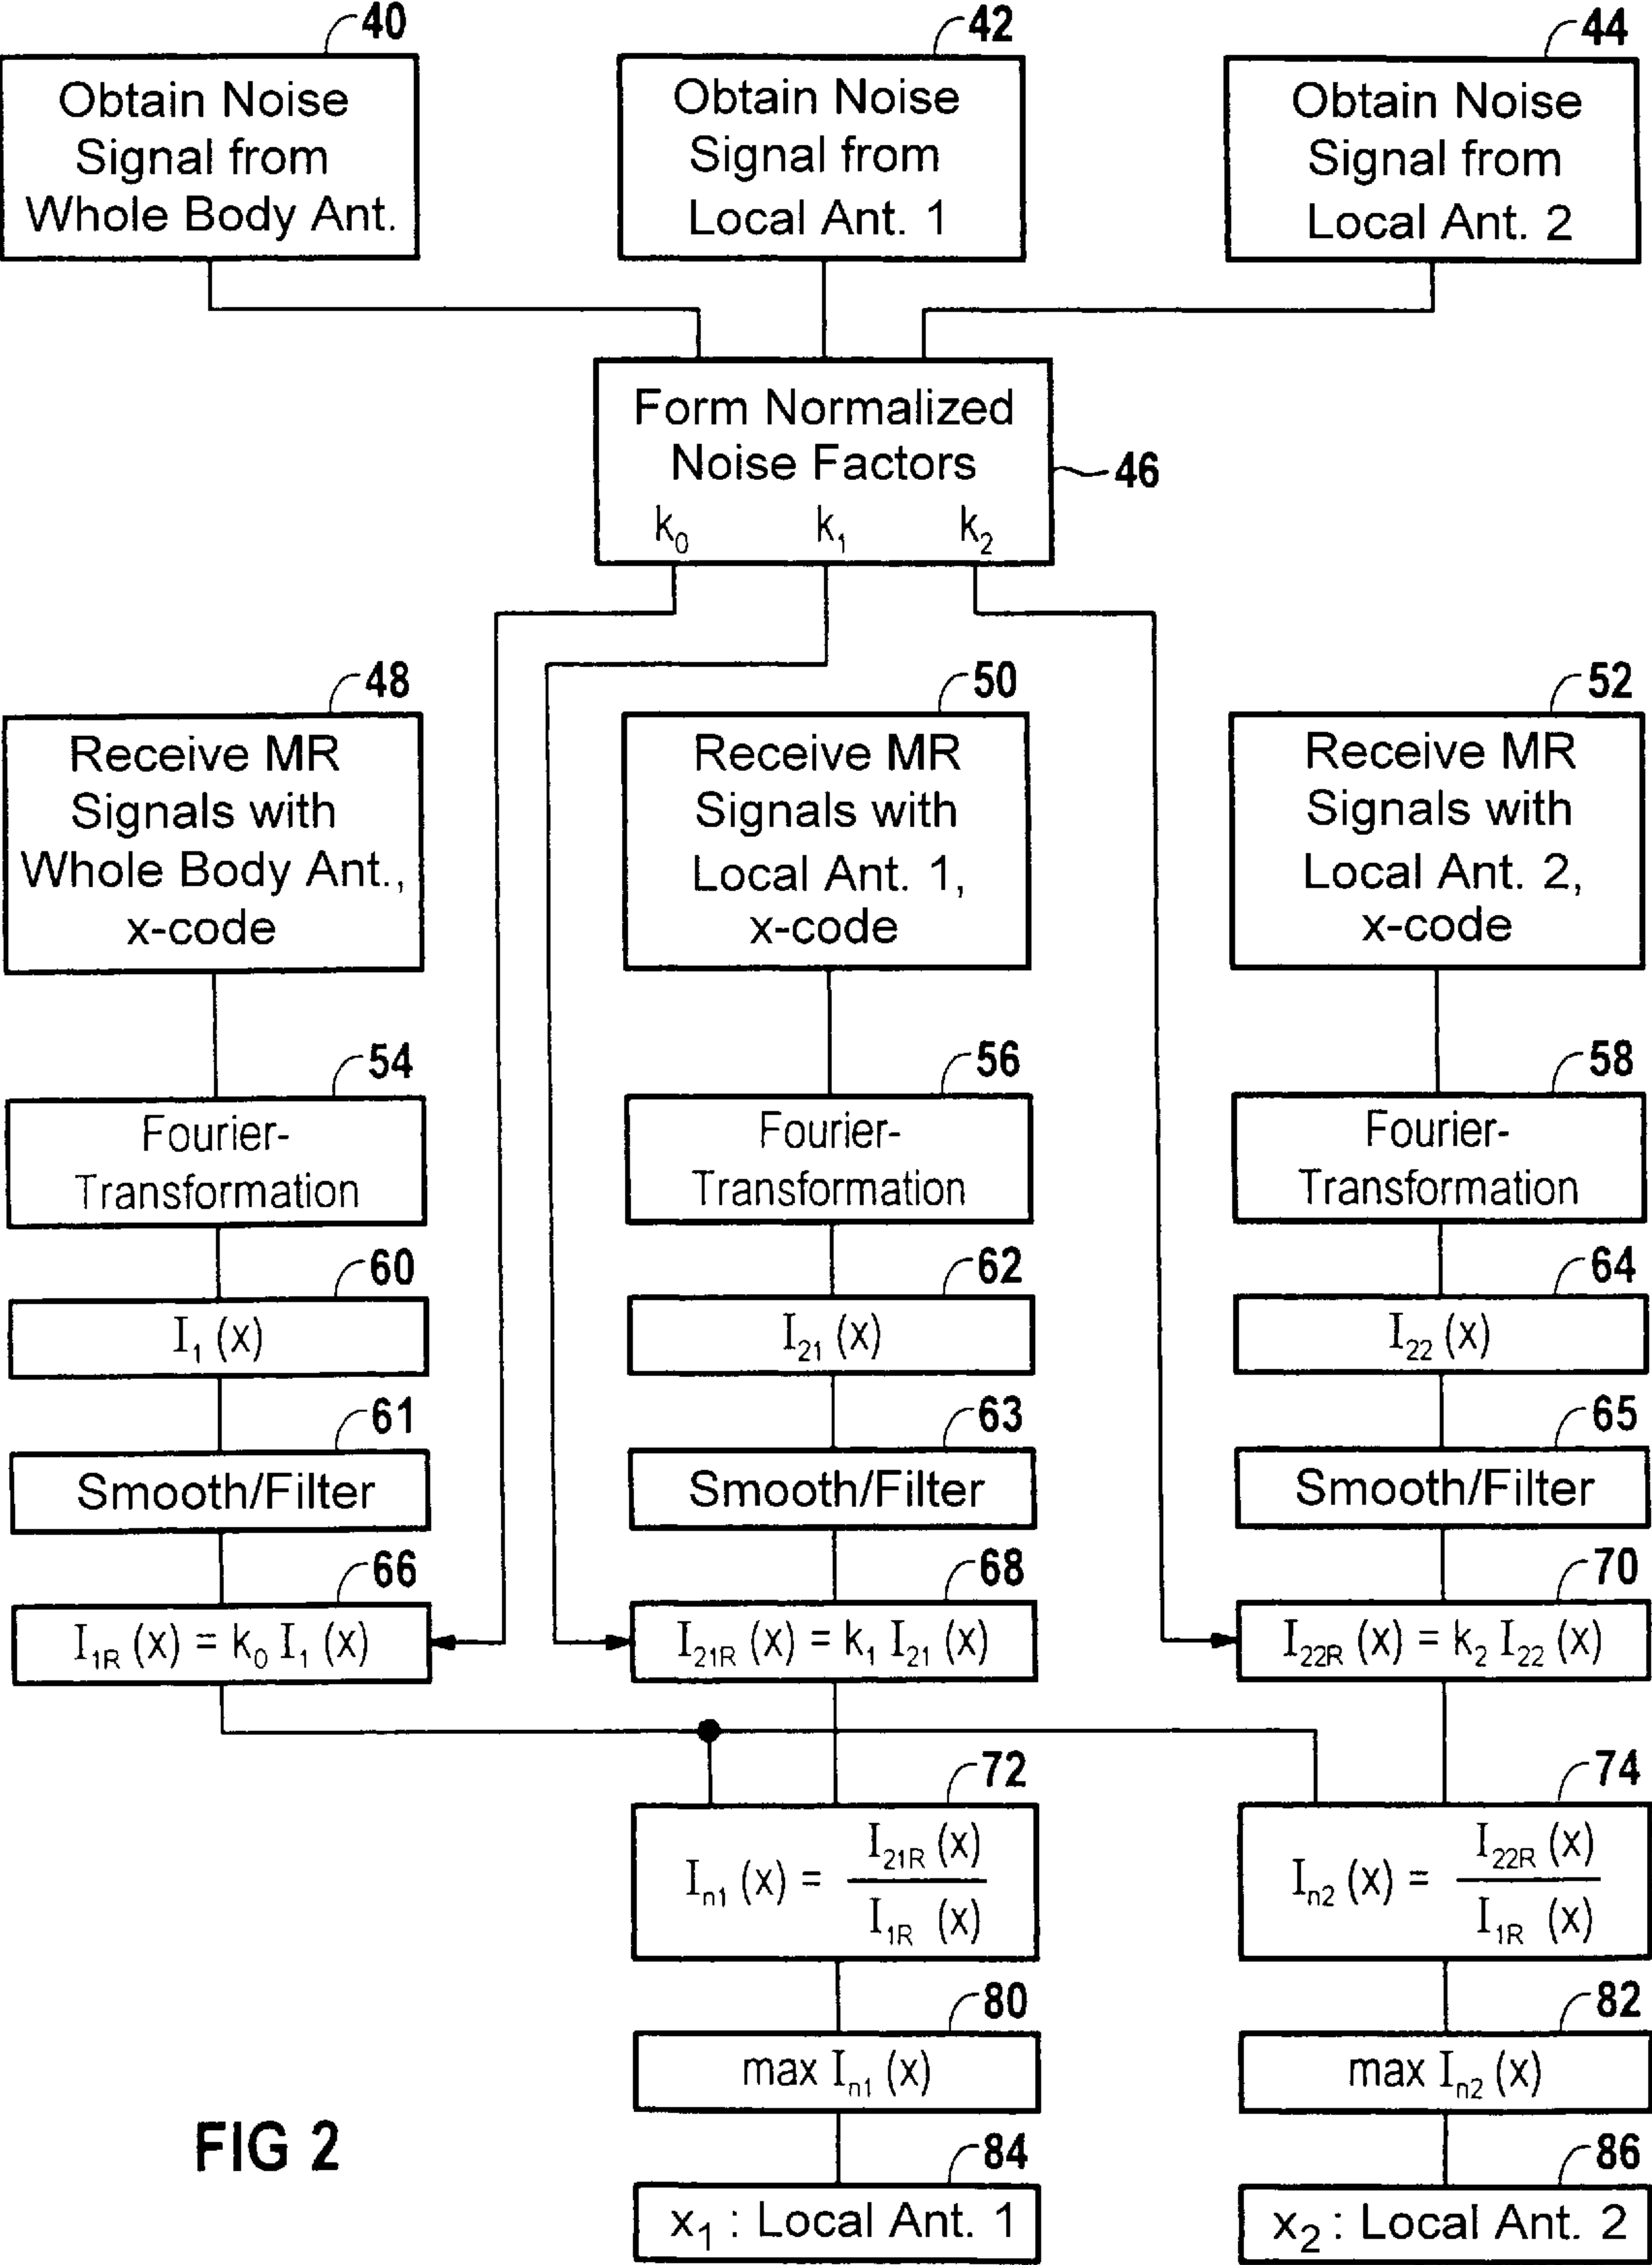 40
Obtain Noise
Signal from
Whole Body Ant.
42
Obtain Noise
Signal from
Local Ant. 1
44
Obtain Noise
Signal from
Local Ant. 2
Form Normalized
Noise Factors
k₀ k₁ k₂
46
48
Receive MR
Signals with
Whole Body Ant.,
x-code
50
Receive MR
Signals with
Local Ant. 1,
x-code
52
Receive MR
Signals with
Local Ant. 2,
x-code
54
Fourier-
Transformation
56
Fourier-
Transformation
58
Fourier-
Transformation
60
I₁ (x)
62
I₂₁ (x)
64
I₂₂ (x)
61
Smooth/Filter
63
Smooth/Filter
65
Smooth/Filter
66
I₁R (x) = k₀ I₁ (x)
68
I₂₁R (x) = k₁ I₂₁ (x)
70
I₂₂R (x) = k₂ I₂₂ (x)
72
I₂₁R (x)
In1 (x) =
I₁R (x)
74
I₂₂R (x)
In2 (x) =
I₁R (x)
80
max In1 (x)
82
max In2 (x)
84
x₁ : Local Ant. 1
86
x₂ : Local Ant. 2
FIG 2